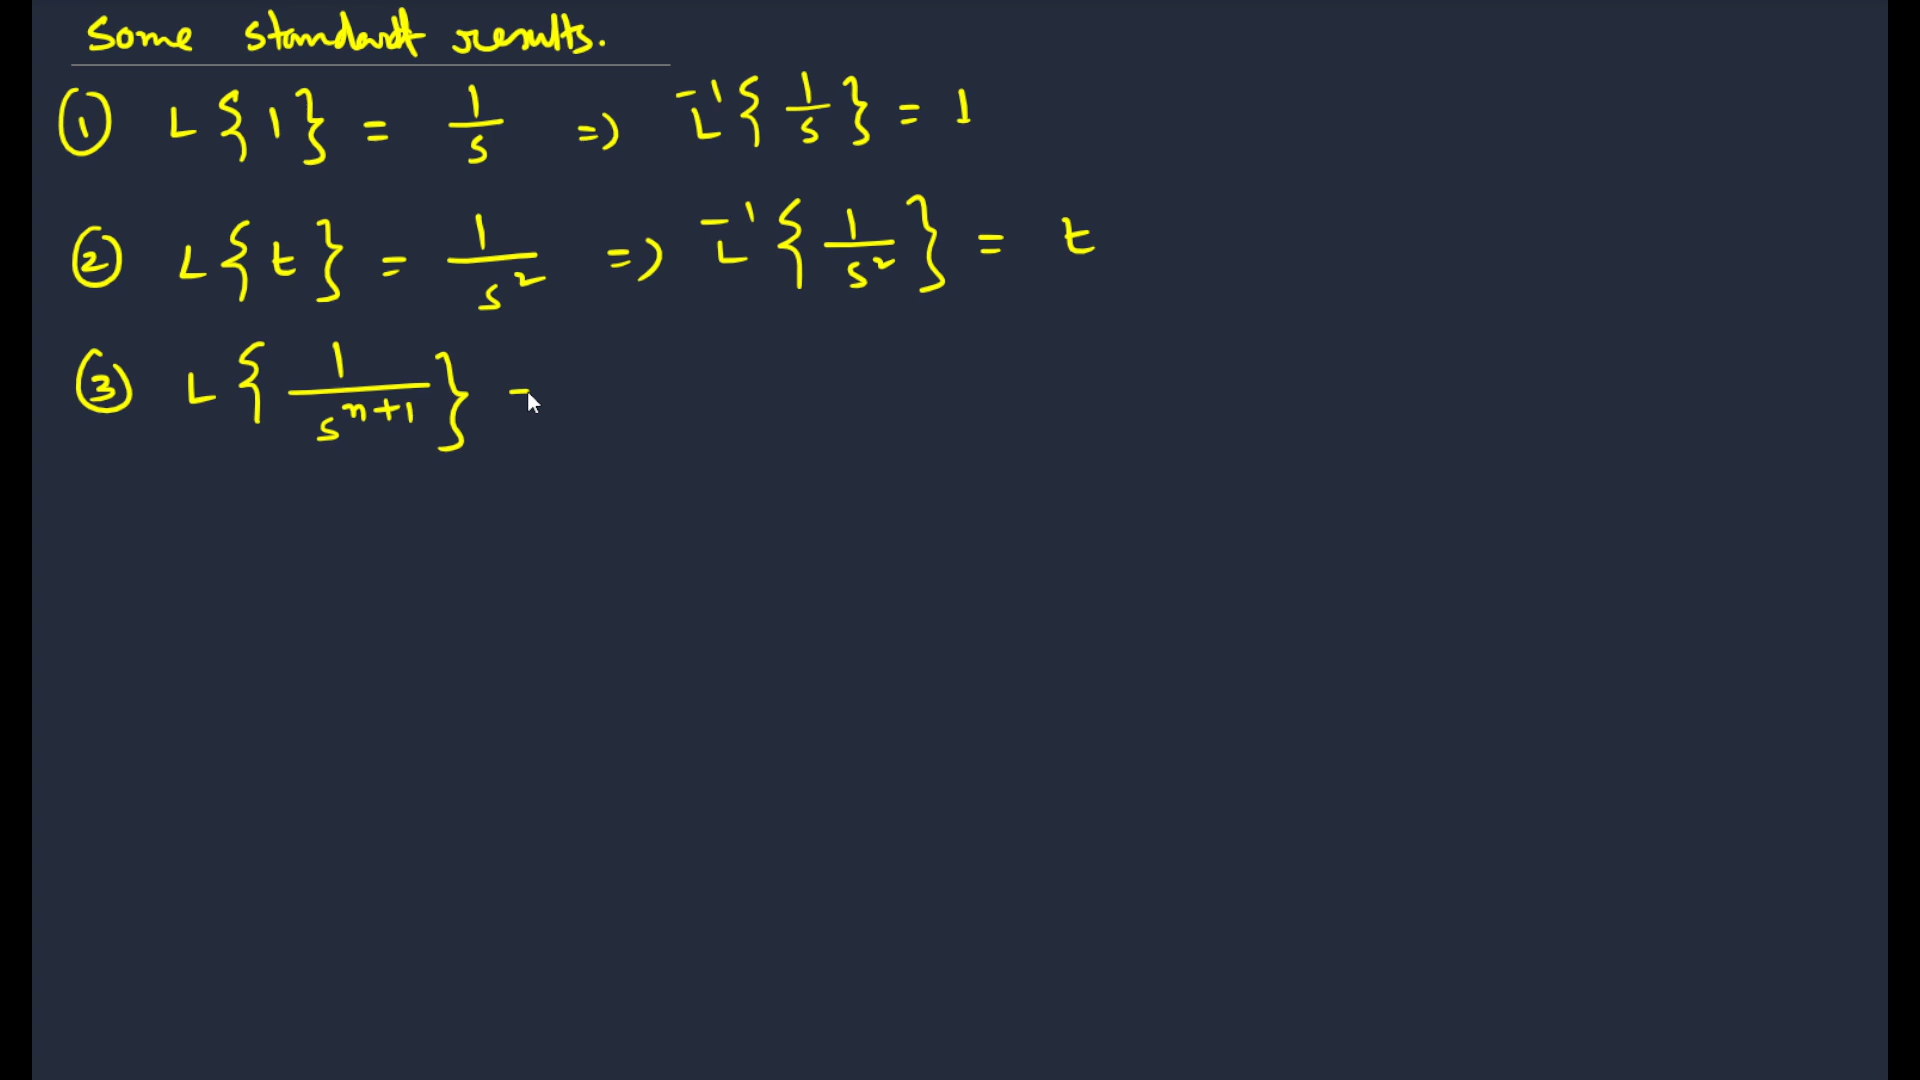 Some standard results.
① L{1} = 1/s => L⁻¹{1/s} = 1
② L{t} = 1/s² => L⁻¹{1/s²} = t
③ L{1/sⁿ⁺¹} -